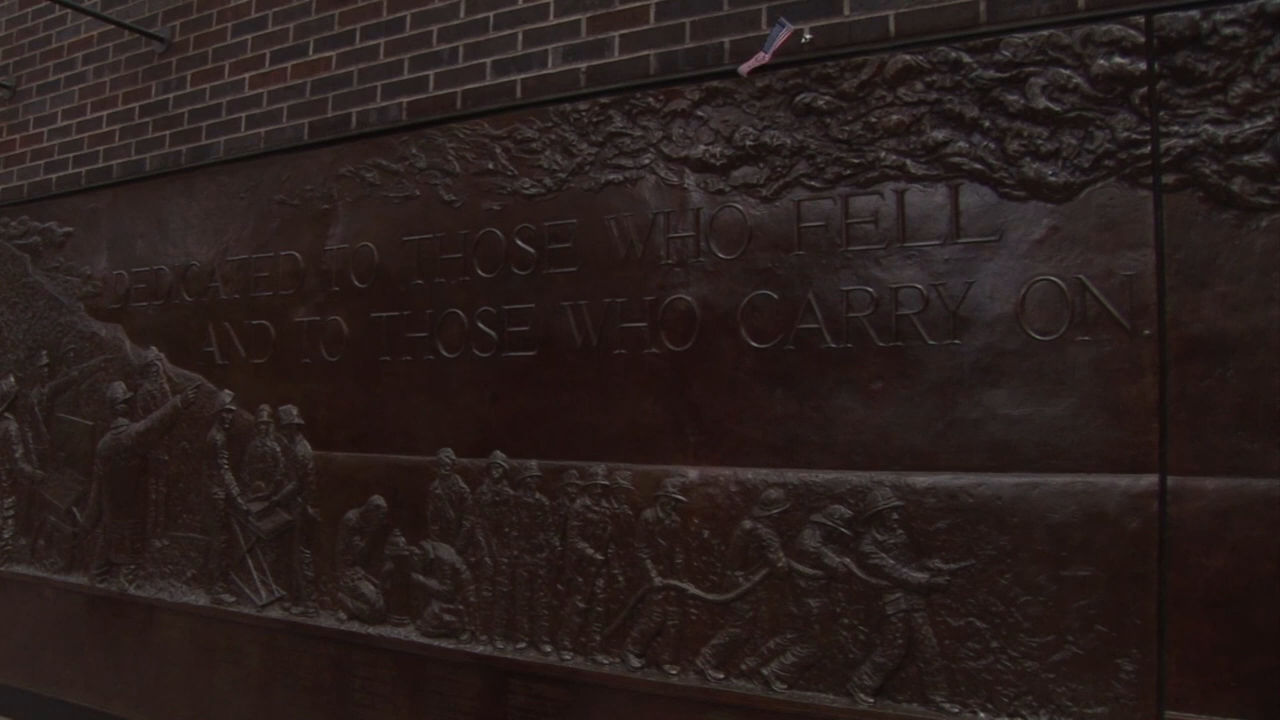 DEDICATED TO THOSE WHO FELL
AND TO THOSE WHO CARRY ON.